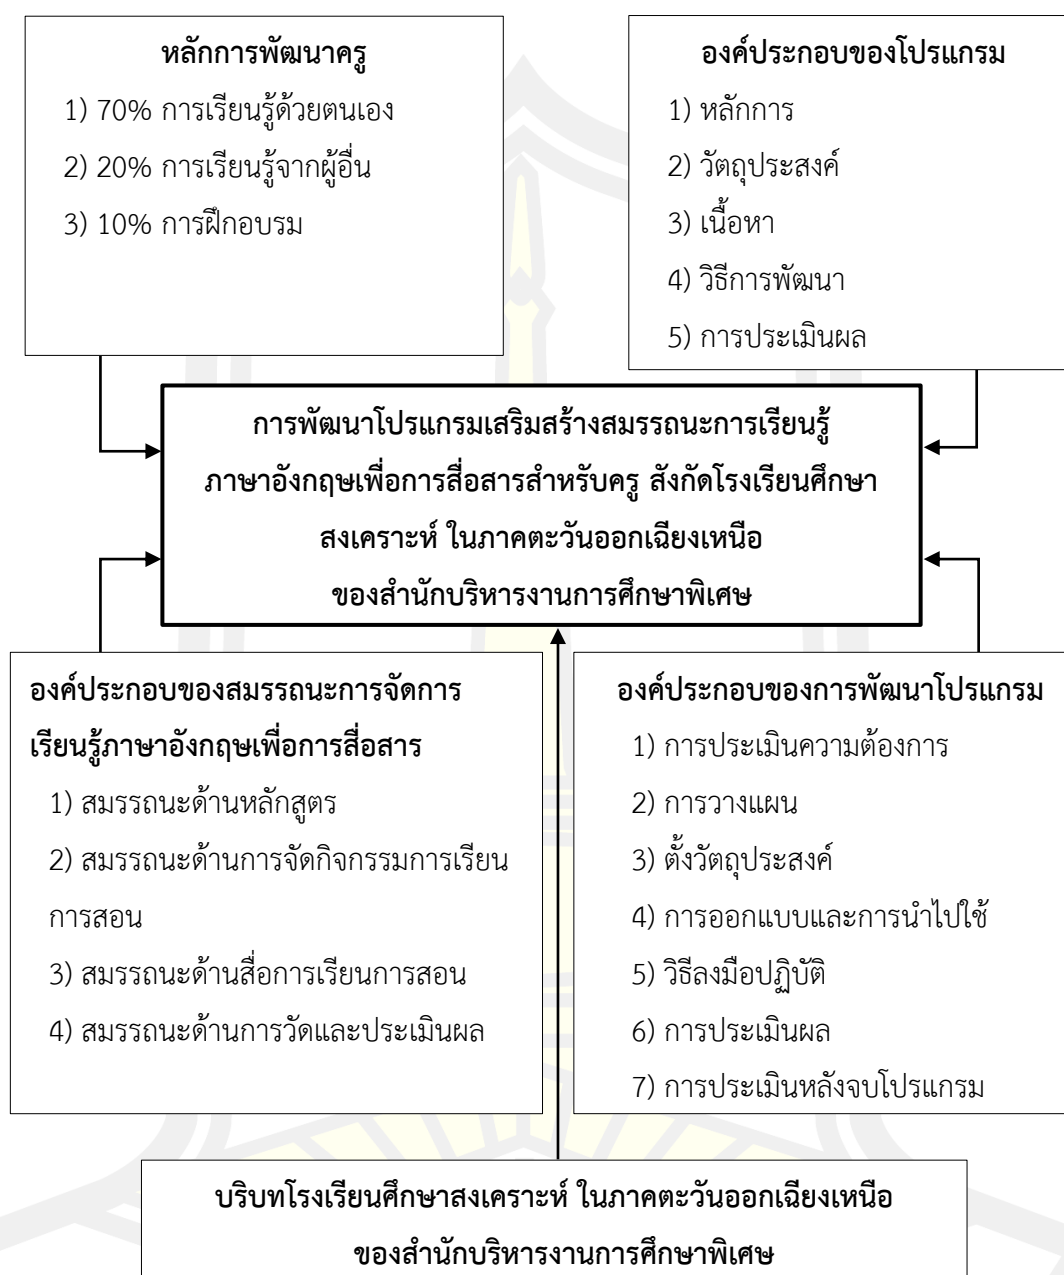 หลักการพัฒนาครู
1) 70% การเรียนรู้ด้วยตนเอง
2) 20% การเรียนรู้จากผู้อื่น
3) 10% การฝึกอบรม
องค์ประกอบของโปรแกรม
1) หลักการ
2) วัตถุประสงค์
3) เนื้อหา
4) วิธีการพัฒนา
5) การประเมินผล
การพัฒนาโปรแกรมเสริมสร้างสมรรถนะการเรียนรู้
ภาษาอังกฤษเพื่อการสื่อสารสำหรับครู สังกัดโรงเรียนศึกษา
สงเคราะห์ ในภาคตะวันออกเฉียงเหนือ
ของสำนักบริหารงานการศึกษาพิเศษ
องค์ประกอบของสมรรถนะการจัดการ
เรียนรู้ภาษาอังกฤษเพื่อการสื่อสาร
1) สมรรถนะด้านหลักสูตร
2) สมรรถนะด้านการจัดกิจกรรมการเรียน
การสอน
3) สมรรถนะด้านสื่อการเรียนการสอน
4) สมรรถนะด้านการวัดและประเมินผล
องค์ประกอบของการพัฒนาโปรแกรม
1) การประเมินความต้องการ
2) การวางแผน
3) ตั้งวัตถุประสงค์
4) การออกแบบและการนำไปใช้
5) วิธีลงมือปฏิบัติ
6) การประเมินผล
7) การประเมินหลังจบโปรแกรม
บริบทโรงเรียนศึกษาสงเคราะห์ ในภาคตะวันออกเฉียงเหนือ
ของสำนักบริหารงานการศึกษาพิเศษ